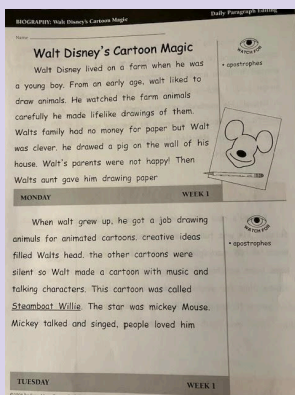 BIOGRAPHY: Walt Disney's Cartoon Magic
Daily Paragraph Editing
Name
Walt Disney's Cartoon Magic
Walt Disney lived on a farm when he was
a young boy. From an early age, walt liked to
draw animals. He watched the farm animals
carefully he made lifelike drawings of them.
Walts family had no money for paper but Walt
was clever. he drawed a pig on the wall of his
house. Walt's parents were not happy! Then
Walts aunt gave him drawing paper
WATCH FOR
• apostrophes
MONDAY
WEEK 1
When walt grew up, he got a job drawing
animuls for animated cartoons. creative ideas
filled Walts head. the other cartoons were
silent so Walt made a cartoon with music and
talking characters. This cartoon was called
Steamboat Willie. The star was mickey Mouse.
Mickey talked and singed, people loved him
WATCH FOR
• apostrophes
TUESDAY
WEEK 1